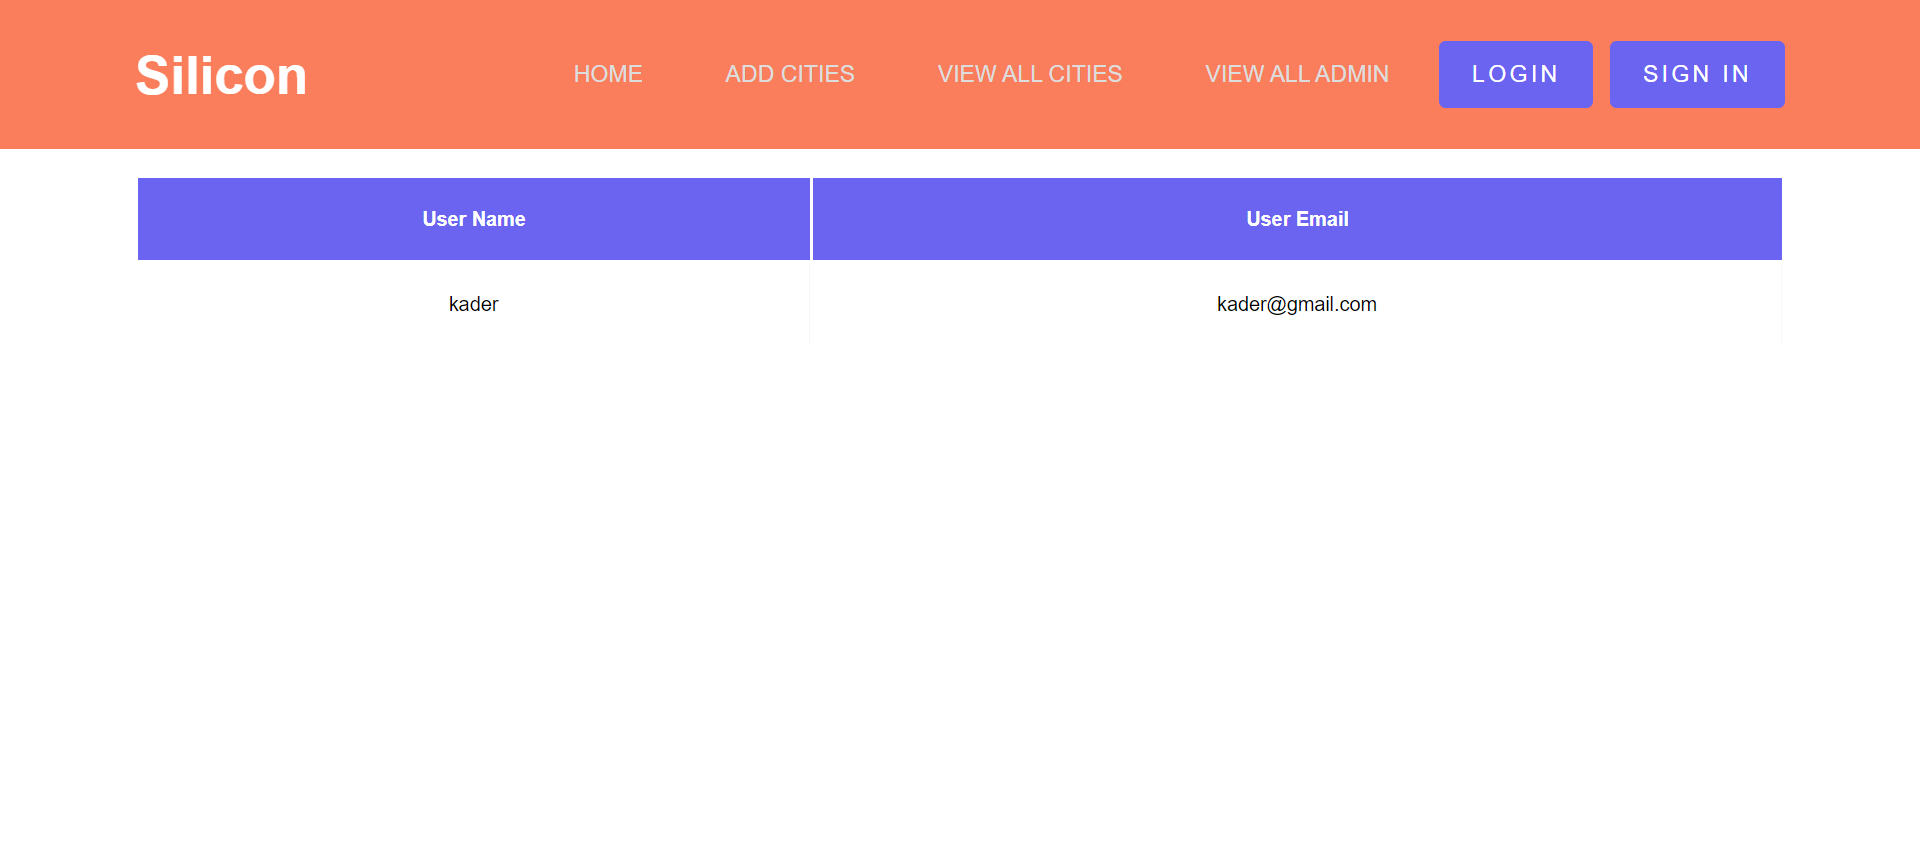 Silicon HOME ADD CITIES VIEW ALL CITIES VIEW ALL ADMIN LOGIN SIGN IN
User Name User Email
kader kader@gmail.com